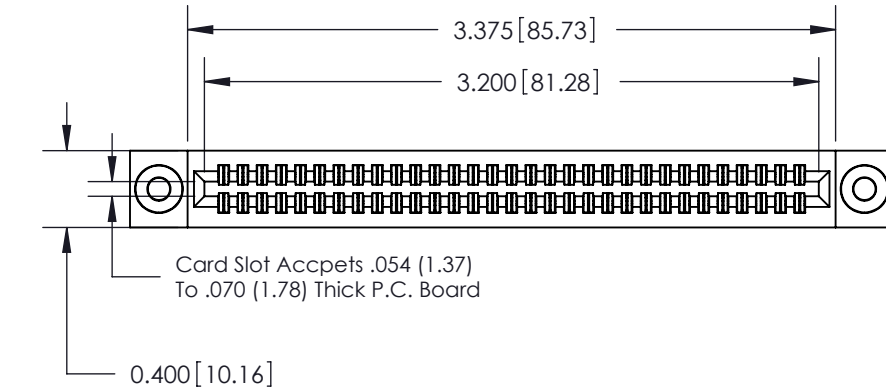 3.375[85.73]
3.200[81.28]
Card Slot Accpets .054 (1.37)
To .070 (1.78) Thick P.C. Board
0.400[10.16]